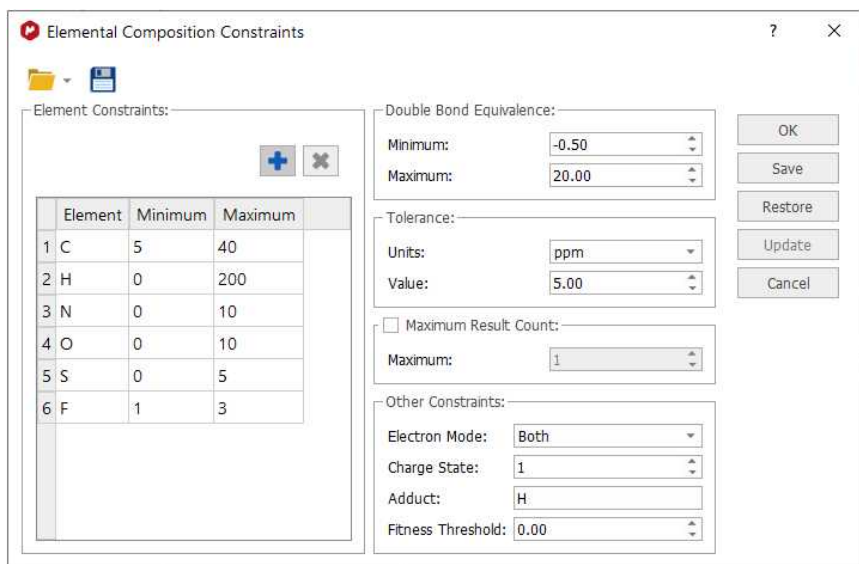 Elemental Composition Constraints
?
Element Constraints:
Element Minimum Maximum
1 C 5 40
2 H 0 200
3 N 0 10
4 O 0 10
5 S 0 5
6 F 1 3
Double Bond Equivalence:
Minimum: -0.50
Maximum: 20.00
Tolerance:
Units: ppm
Value: 5.00
Maximum Result Count:
Maximum: 1
Other Constraints:
Electron Mode: Both
Charge State: 1
Adduct: H
Fitness Threshold: 0.00
OK
Save
Restore
Update
Cancel